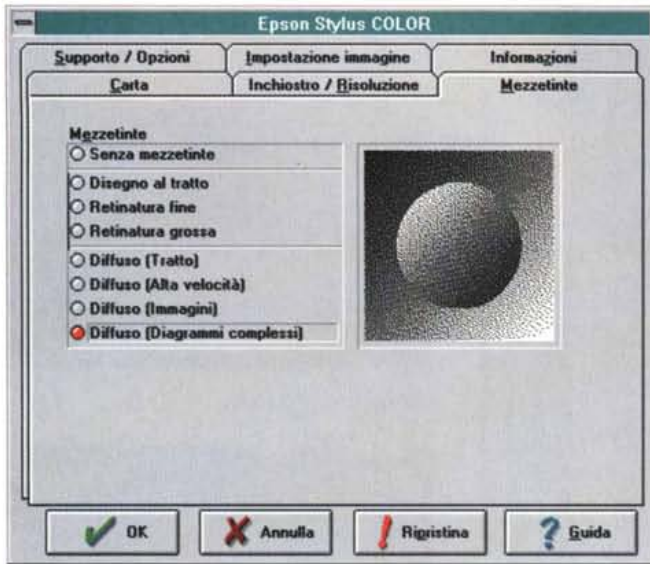 Epson Stylus COLOR
Supporto / Opzioni
Impostazione immagine
Informazioni
Carta
Inchiostro / Risoluzione
Mezzetinte
Mezzetinte
Senza mezzetinte
Disegno al tratto
Retinatura fine
Retinatura grossa
Diffuso (Tratto)
Diffuso (Alta velocità)
Diffuso (Immagini)
Diffuso (Diagrammi complessi)
OK
Annulla
Ripristina
Guida